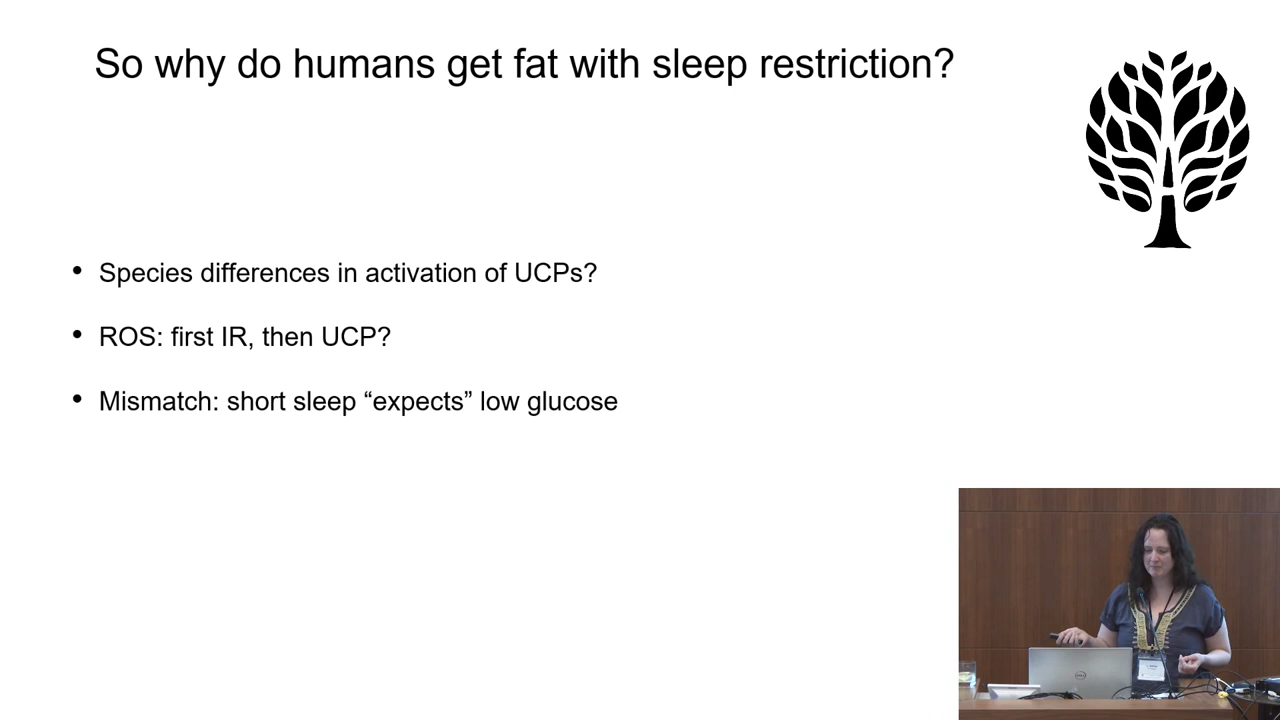 So why do humans get fat with sleep restriction?
• Species differences in activation of UCPs?
• ROS: first IR, then UCP?
• Mismatch: short sleep “expects” low glucose
DELL